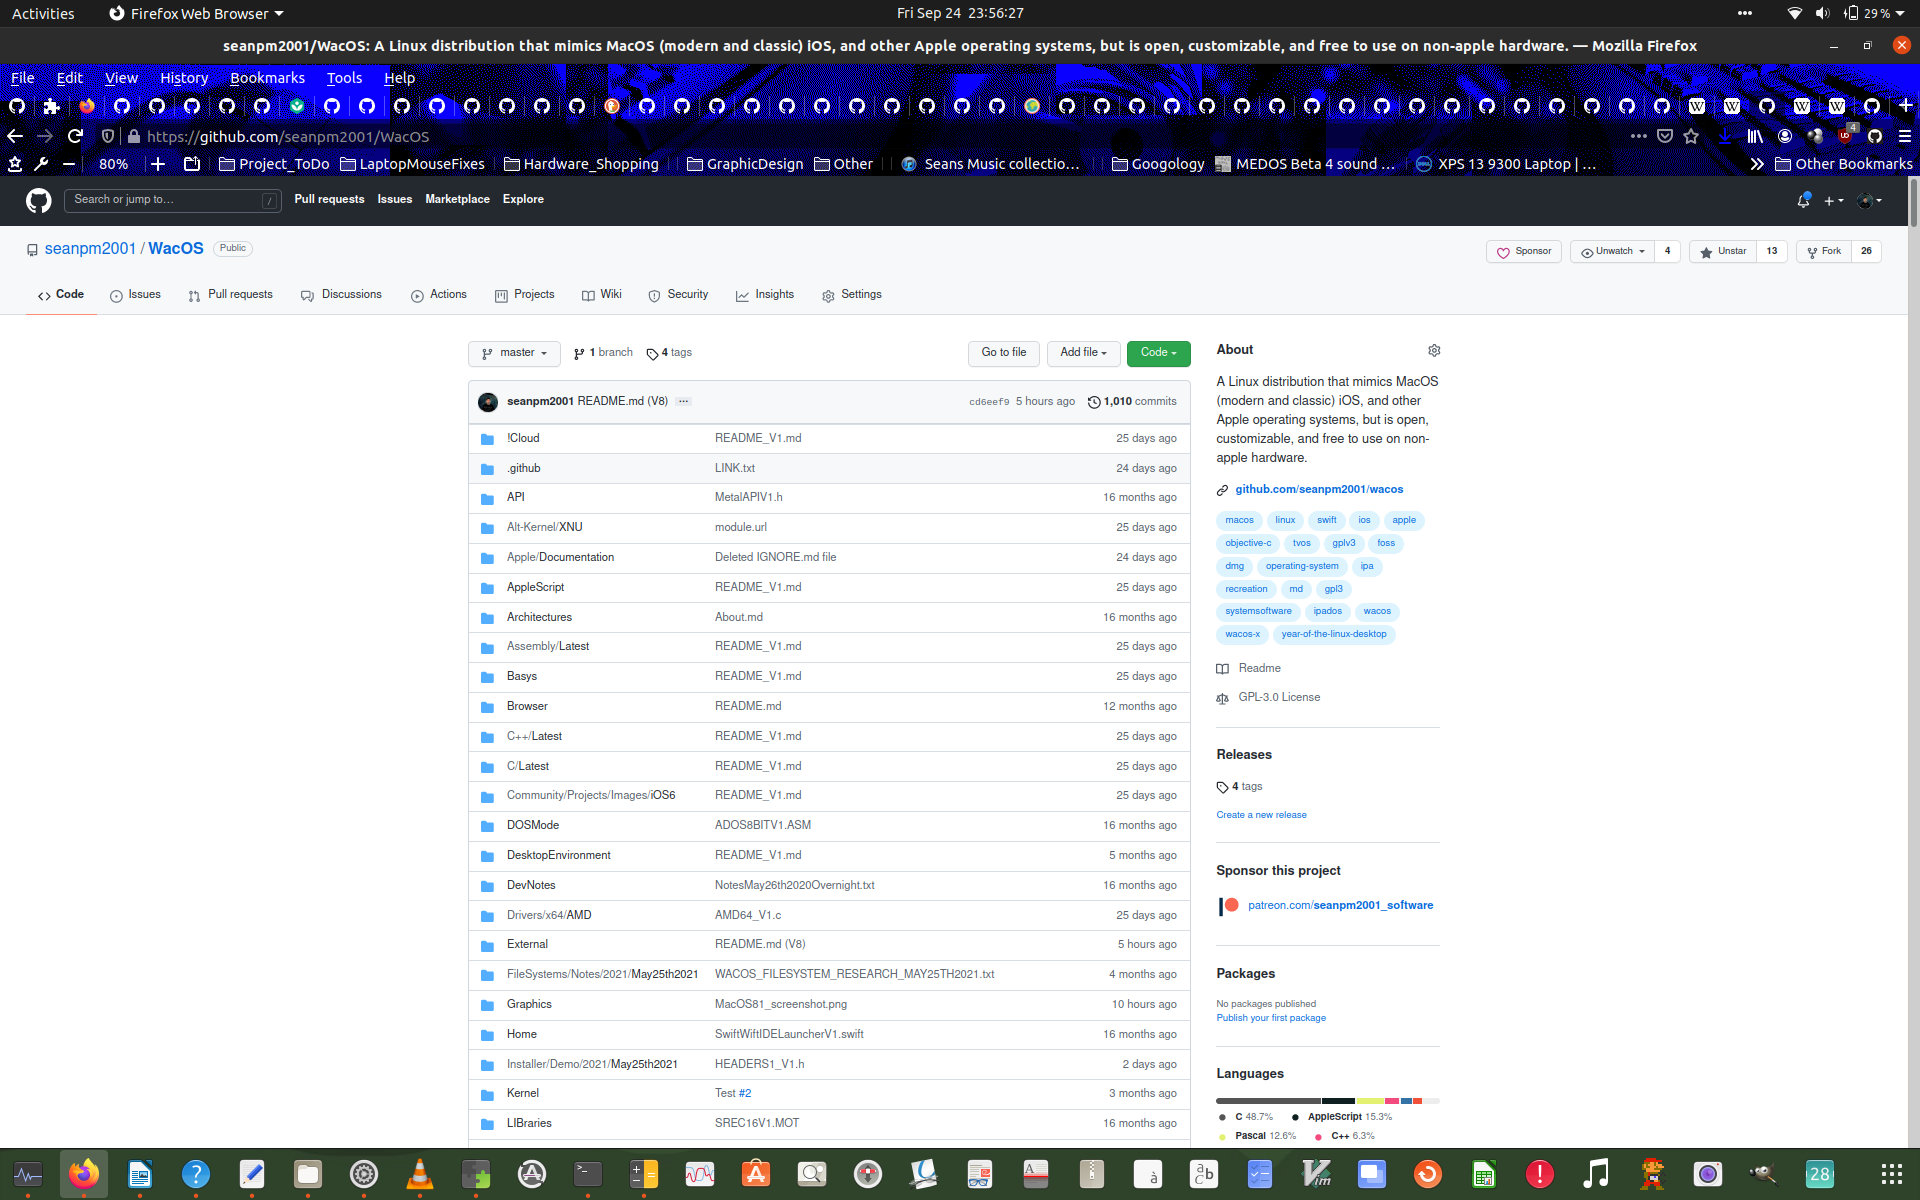 Activities Firefox Web Browser Fri Sep 24 23:56:27 29%
seanpm2001/WacOS: A Linux distribution that mimics MacOS (modern and classic) iOS, and other Apple operating systems, but is open, customizable, and free to use on non-apple hardware. — Mozilla Firefox
File Edit View History Bookmarks Tools Help
https://github.com/seanpm2001/WacOS 4
80% Project_ToDo LaptopMouseFixes Hardware_Shopping GraphicDesign Other Seans Music collectio… Googology MEDOS Beta 4 sound … XPS 13 9300 Laptop | … Other Bookmarks
Search or jump to… / Pull requests Issues Marketplace Explore
seanpm2001 / WacOS Public Sponsor Unwatch 4 Unstar 13 Fork 26
Code Issues Pull requests Discussions Actions Projects Wiki Security Insights Settings
master 1 branch 4 tags Go to file Add file Code
seanpm2001 README.md (V8) … cd6eef9 5 hours ago 1,010 commits
!Cloud README_V1.md 25 days ago
.github LINK.txt 24 days ago
API MetalAPIV1.h 16 months ago
Alt-Kernel/XNU module.url 25 days ago
Apple/Documentation Deleted IGNORE.md file 24 days ago
AppleScript README_V1.md 25 days ago
Architectures About.md 16 months ago
Assembly/Latest README_V1.md 25 days ago
Basys README_V1.md 25 days ago
Browser README.md 12 months ago
C++/Latest README_V1.md 25 days ago
C/Latest README_V1.md 25 days ago
Community/Projects/Images/iOS6 README_V1.md 25 days ago
DOSMode ADOS8BITV1.ASM 16 months ago
DesktopEnvironment README_V1.md 5 months ago
DevNotes NotesMay26th2020Overnight.txt 16 months ago
Drivers/x64/AMD AMD64_V1.c 25 days ago
External README.md (V8) 5 hours ago
FileSystems/Notes/2021/May25th2021 WACOS_FILESYSTEM_RESEARCH_MAY25TH2021.txt 4 months ago
Graphics MacOS81_screenshot.png 10 hours ago
Home SwiftWiftIDELauncherV1.swift 16 months ago
Installer/Demo/2021/May25th2021 HEADERS1_V1.h 2 days ago
Kernel Test #2 3 months ago
LIBraries SREC16V1.MOT 16 months ago
About
A Linux distribution that mimics MacOS
(modern and classic) iOS, and other
Apple operating systems, but is open,
customizable, and free to use on non-
apple hardware.
github.com/seanpm2001/wacos
macos linux swift ios apple
objective-c tvos gplv3 foss
dmg operating-system ipa
recreation md gpl3
systemsoftware ipados wacos
wacos-x year-of-the-linux-desktop
Readme
GPL-3.0 License
Releases
4 tags
Create a new release
Sponsor this project
patreon.com/seanpm2001_software
Packages
No packages published
Publish your first package
Languages
C 48.7% AppleScript 15.3%
Pascal 12.6% C++ 6.3%
28